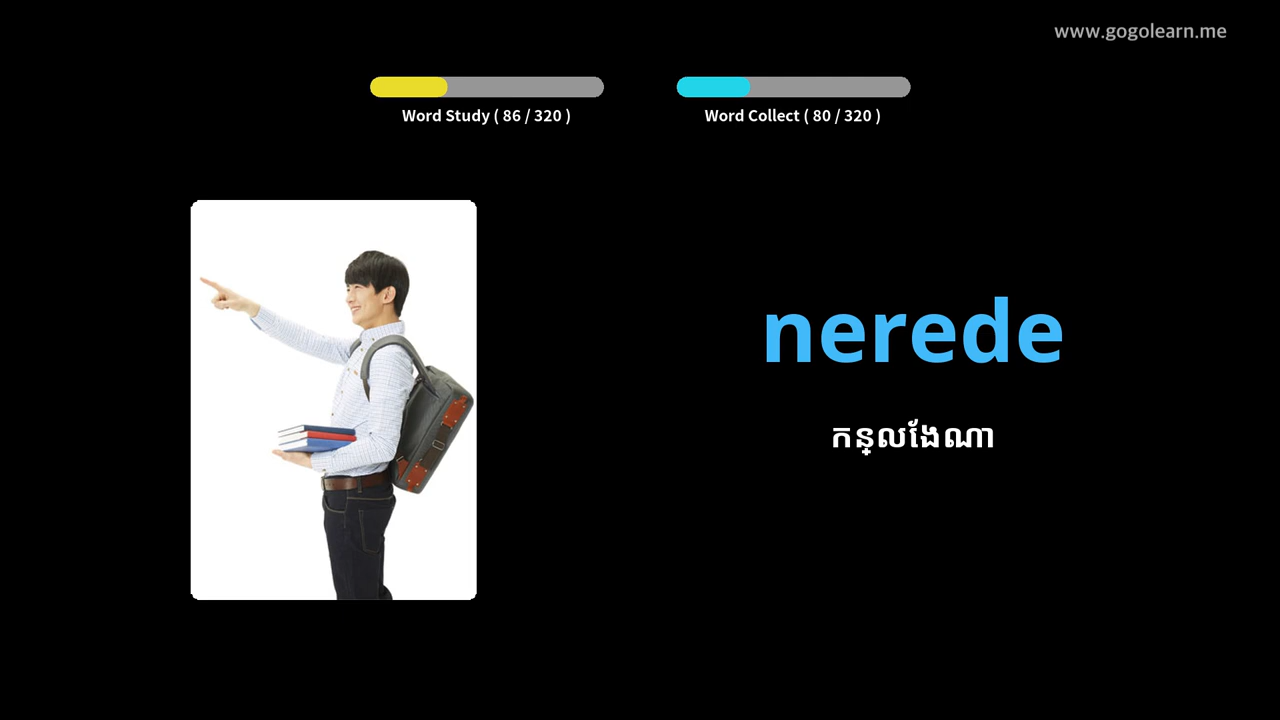 www.gogolearn.me
Word Study ( 86 / 320 )
Word Collect ( 80 / 320 )
nerede
កន្លងែណា